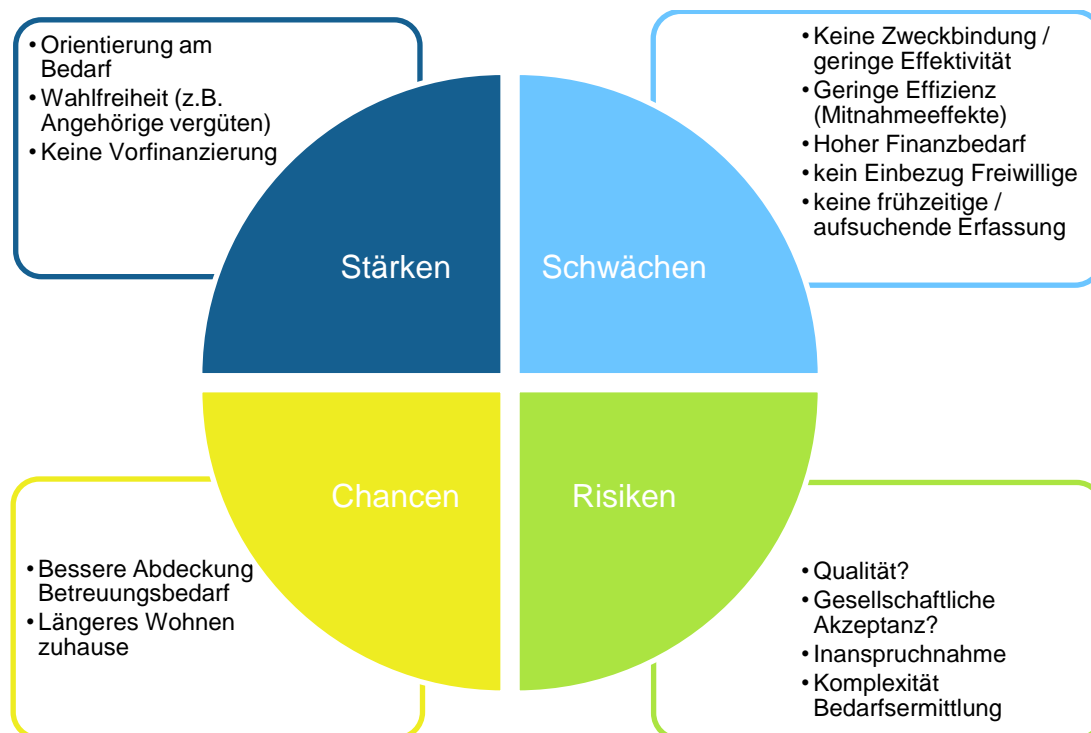 • Orientierung am
Bedarf
• Wahlfreiheit (z.B.
Angehörige vergüten)
• Keine Vorfinanzierung
• Keine Zweckbindung /
geringe Effektivität
• Geringe Effizienz
(Mitnahmeeffekte)
• Hoher Finanzbedarf
• kein Einbezug Freiwillige
• keine frühzeitige /
aufsuchende Erfassung
Stärken
Schwächen
Chancen
Risiken
• Bessere Abdeckung
Betreuungsbedarf
• Längeres Wohnen
zuhause
• Qualität?
• Gesellschaftliche
Akzeptanz?
• Inanspruchnahme
• Komplexität
Bedarfsermittlung